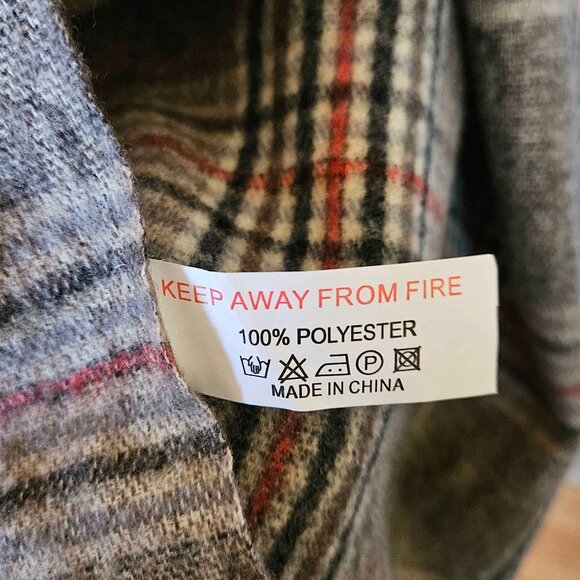 KEEP AWAY FROM FIRE
100% POLYESTER
P
MADE IN CHINA